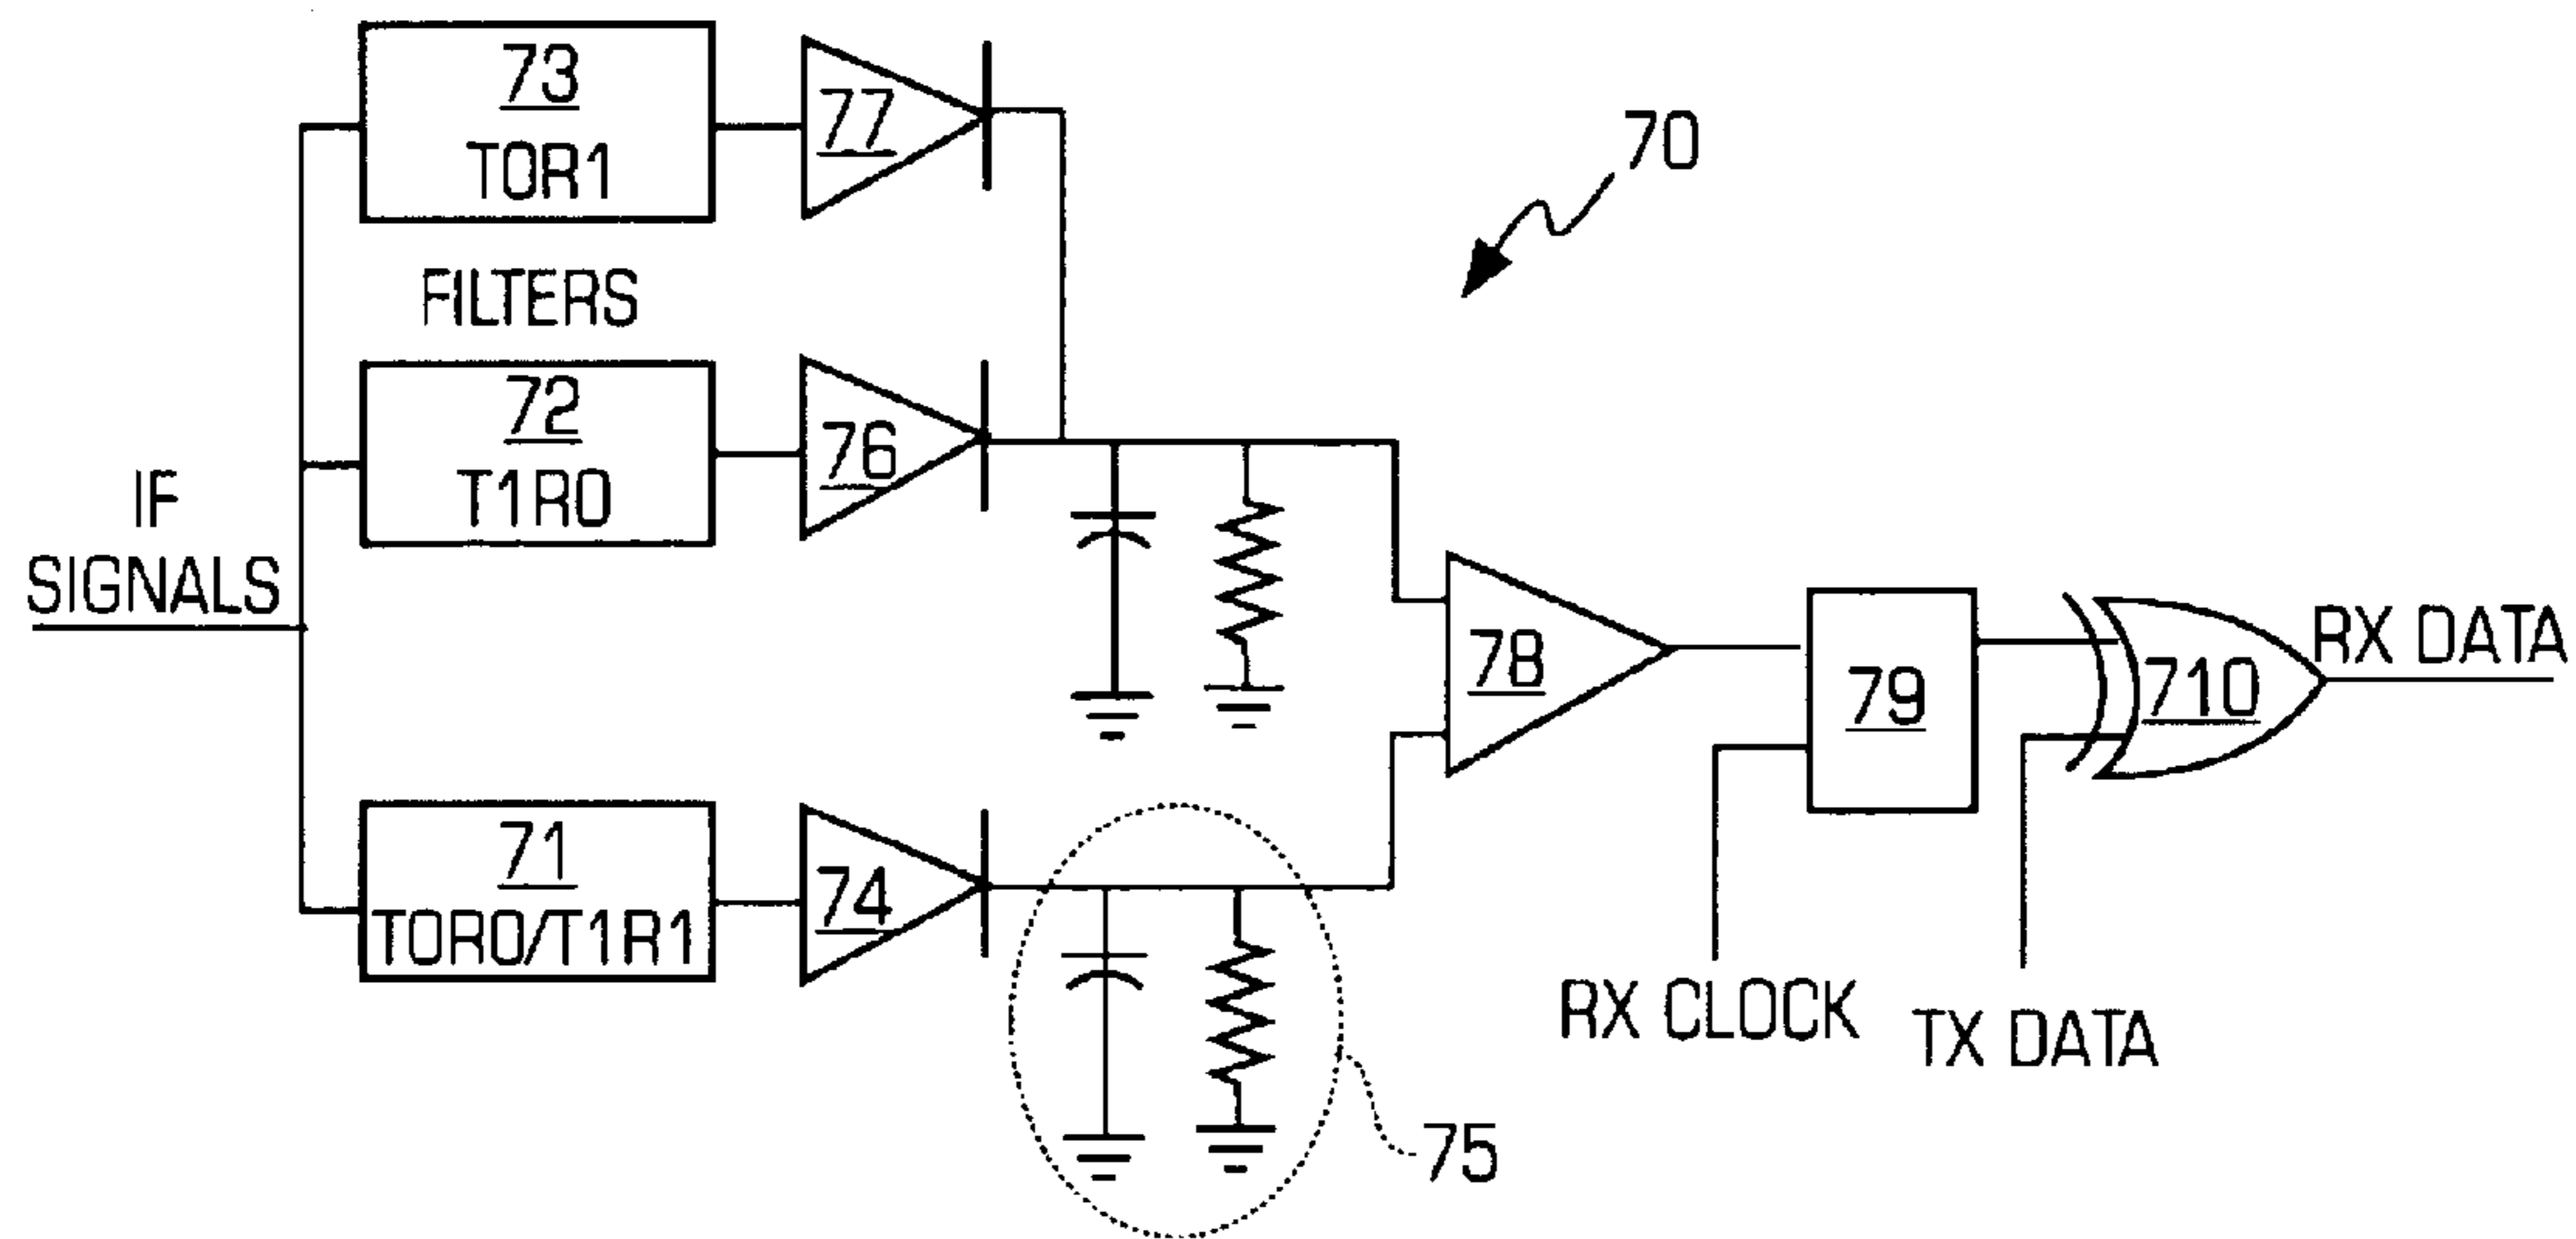 73
T0R1
77
70
FILTERS
72
T1R0
76
IF
SIGNALS
78
79
710
RX DATA
71
T0R0/T1R1
74
RX CLOCK
TX DATA
75